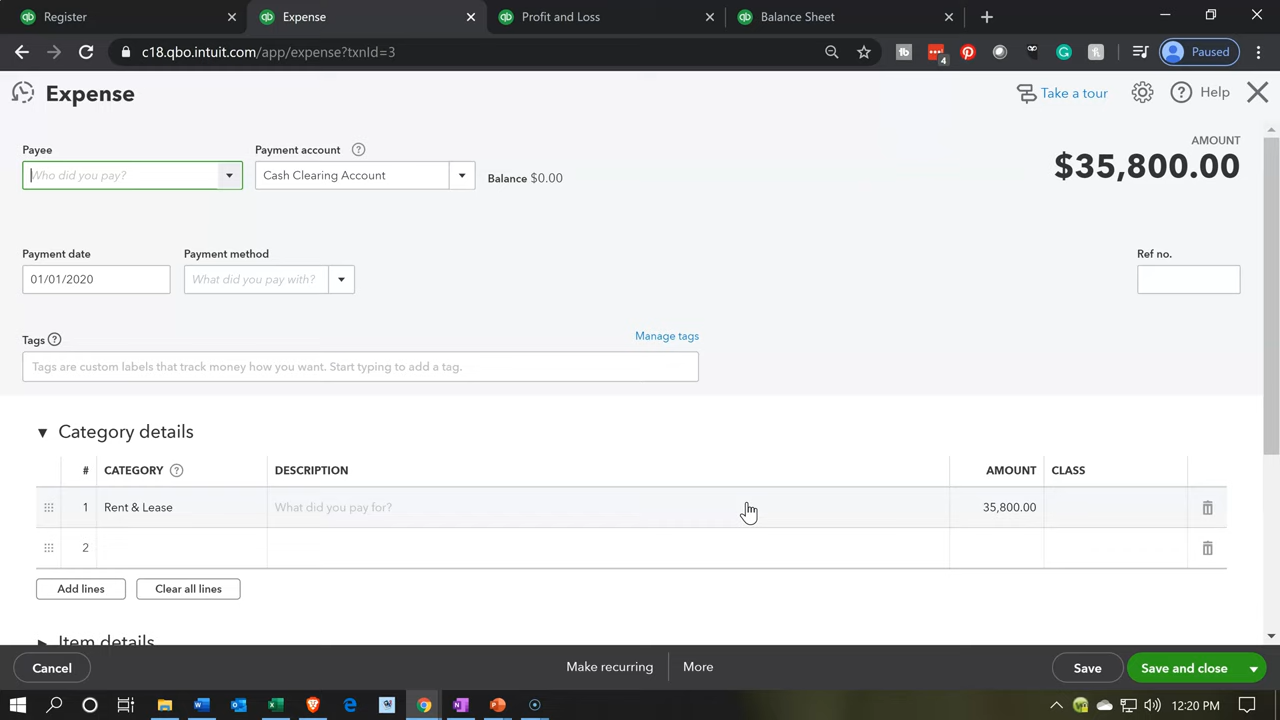 Register
Expense
Profit and Loss
Balance Sheet
c18.qbo.intuit.com/app/expense?txnId=3
tb
4
G
h
Paused
Expense
Take a tour
Help
Payee
Payment account
AMOUNT
$35,800.00
Who did you pay?
Cash Clearing Account
Balance $0.00
Payment date
Payment method
Ref no.
01/01/2020
What did you pay with?
Tags
Manage tags
Tags are custom labels that track money how you want. Start typing to add a tag.
Category details
# CATEGORY DESCRIPTION AMOUNT CLASS
1 Rent & Lease What did you pay for? 35,800.00
2
Add lines
Clear all lines
Item details
Cancel
Make recurring
More
Save
Save and close
12:20 PM